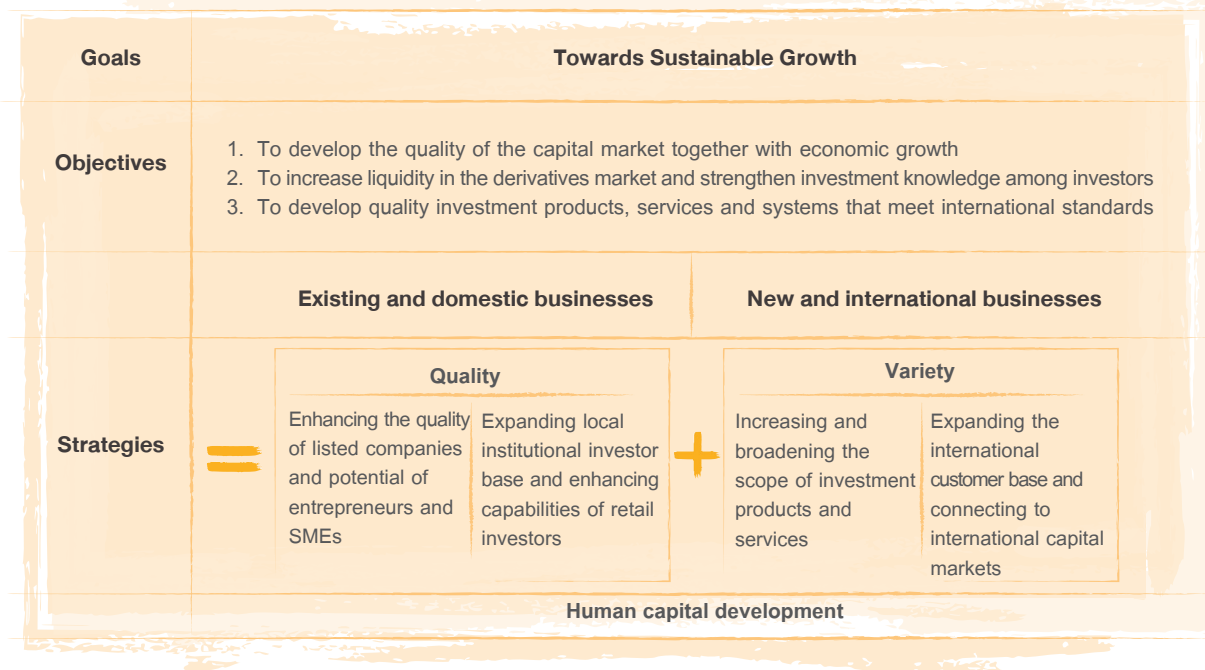 Goals
Towards Sustainable Growth
Objectives
1. To develop the quality of the capital market together with economic growth
2. To increase liquidity in the derivatives market and strengthen investment knowledge among investors
3. To develop quality investment products, services and systems that meet international standards
Existing and domestic businesses
New and international businesses
Strategies
=
Quality
Enhancing the quality
of listed companies
and potential of
entrepreneurs and
SMEs
Expanding local
institutional investor
base and enhancing
capabilities of retail
investors
+
Variety
Increasing and
broadening the
scope of investment
products and
services
Expanding the
international
customer base and
connecting to
international capital
markets
Human capital development